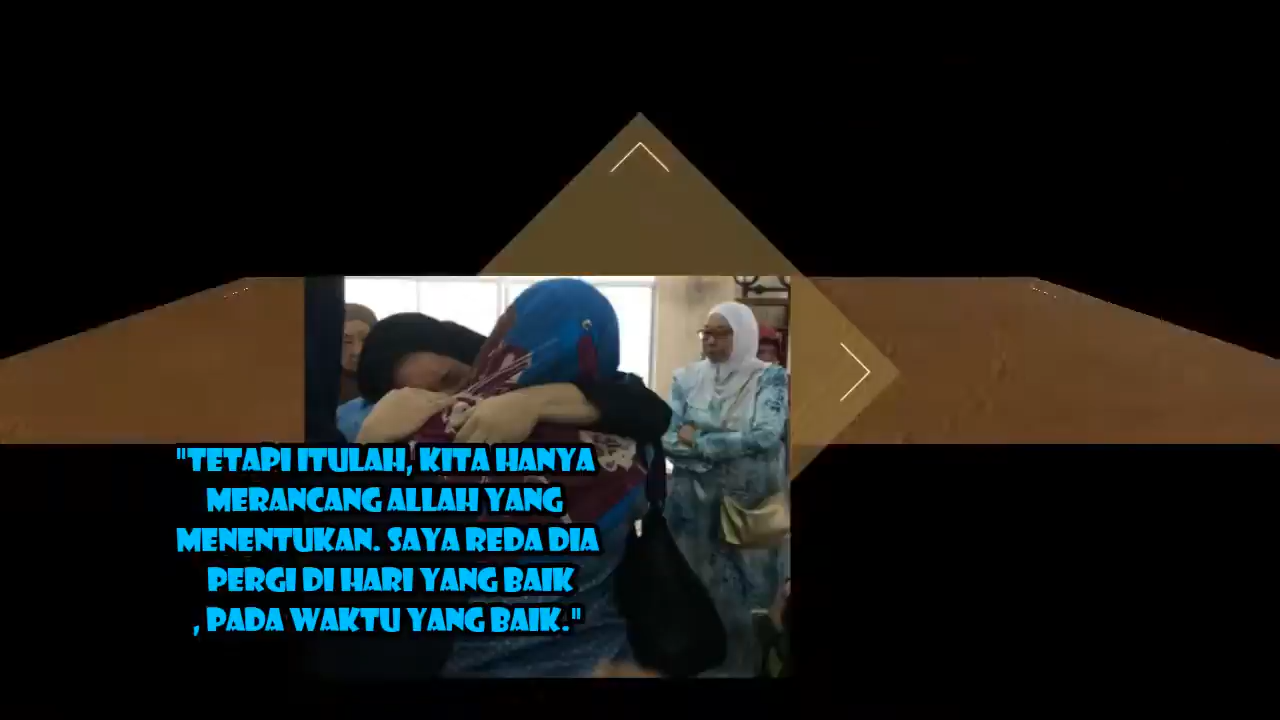 "TETAPI ITULAH, KITA HANYA
MERANCANG ALLAH YANG
MENENTUKAN. SAYA REDA DIA
PERGI DI HARI YANG BAIK
, PADA WAKTU YANG BAIK."